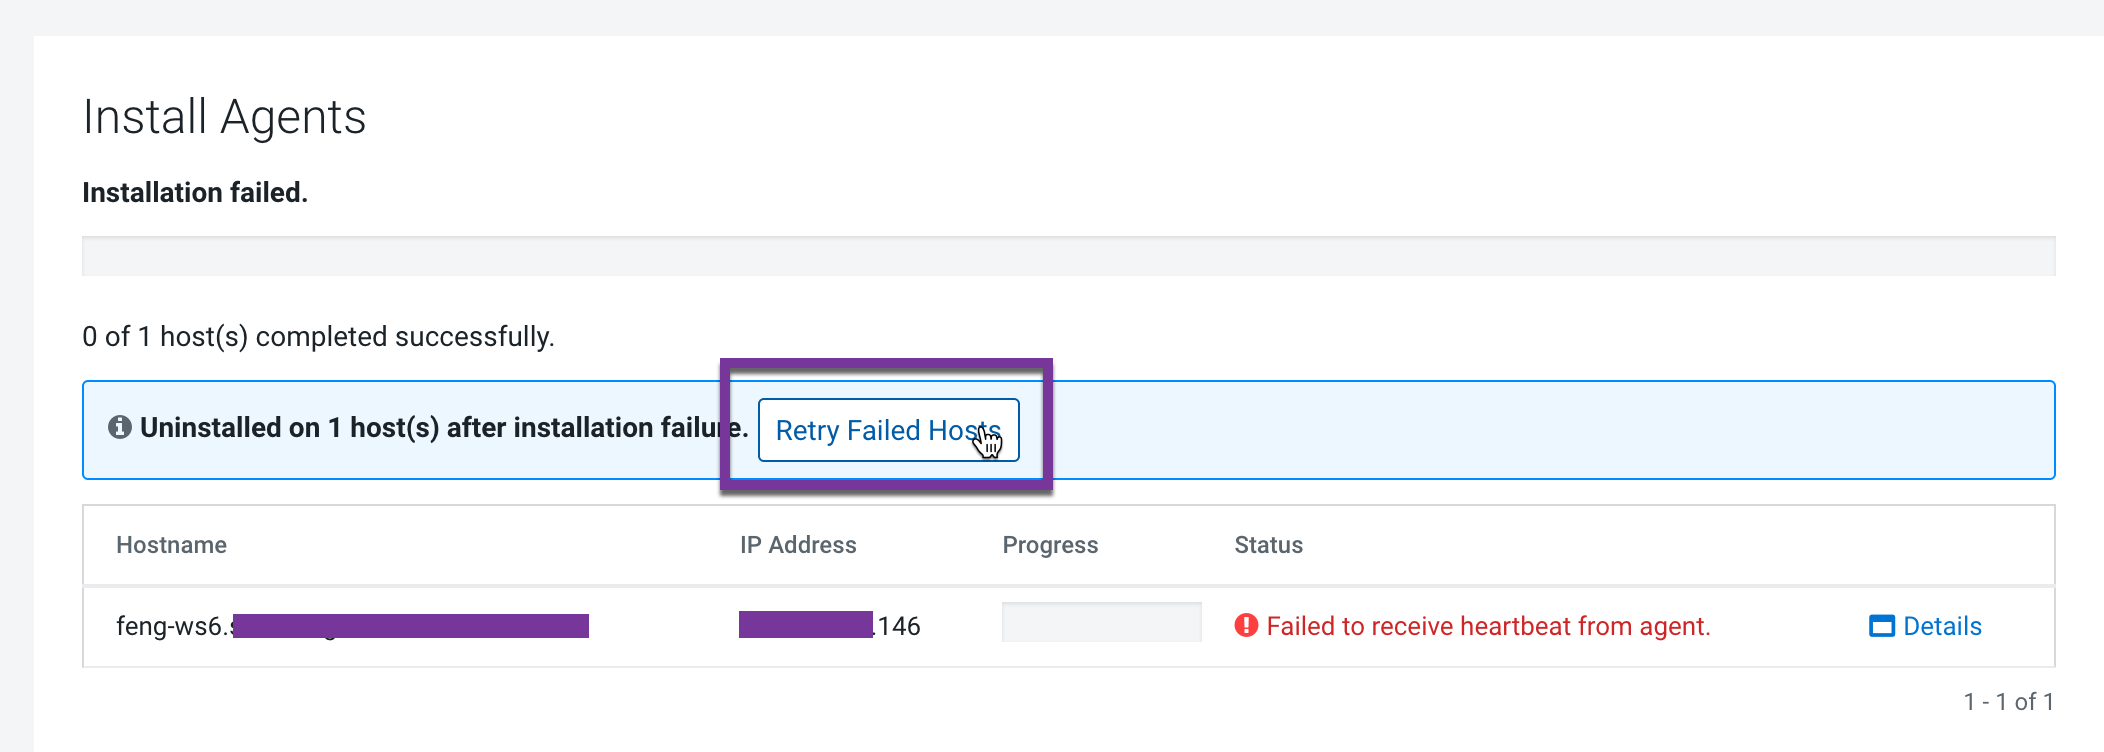 Install Agents
Installation failed.
0 of 1 host(s) completed successfully.
Uninstalled on 1 host(s) after installation failure. Retry Failed Hosts
Hostname IP Address Progress Status
feng-ws6. .146 Failed to receive heartbeat from agent. Details
1 - 1 of 1